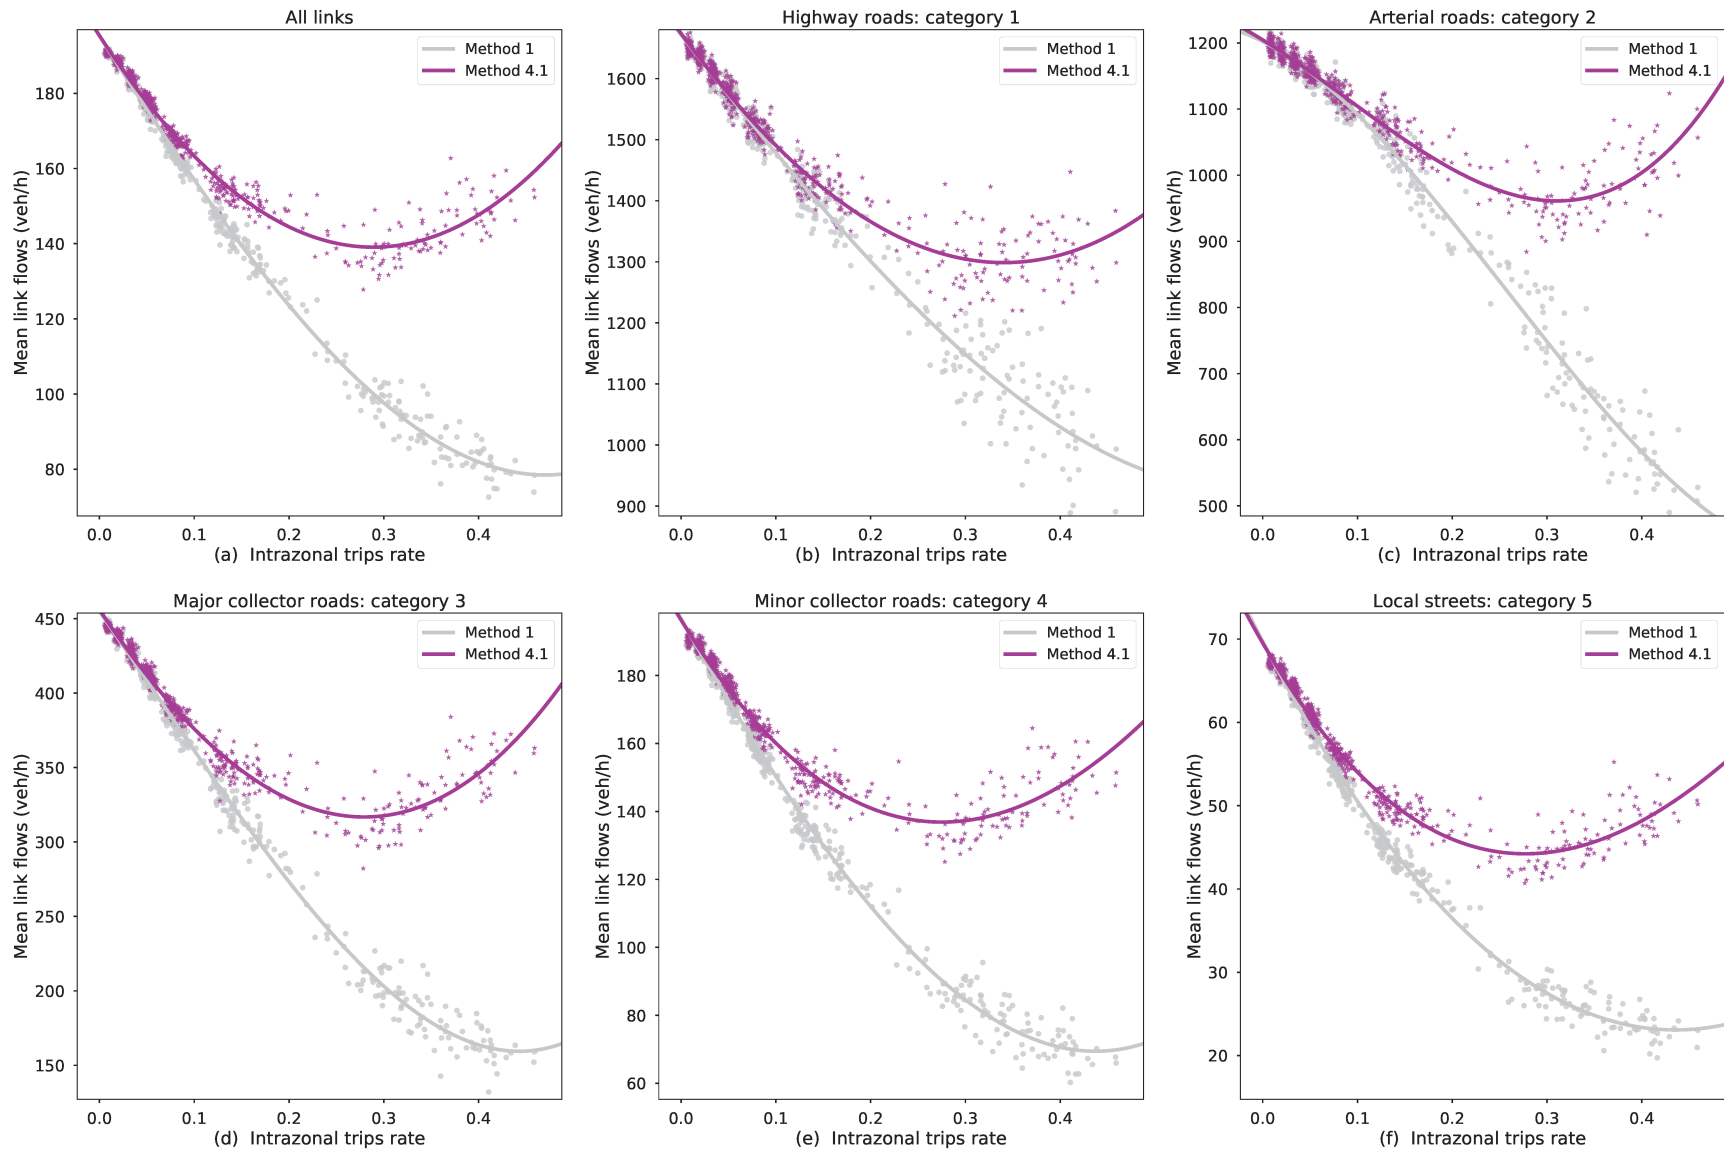 All links
Mean link flows (veh/h)
180
160
140
120
100
80
0.0 0.1 0.2 0.3 0.4
(a) Intrazonal trips rate
Method 1
Method 4.1
Highway roads: category 1
Mean link flows (veh/h)
1600
1500
1400
1300
1200
1100
1000
900
0.0 0.1 0.2 0.3 0.4
(b) Intrazonal trips rate
Method 1
Method 4.1
Arterial roads: category 2
Mean link flows (veh/h)
1200
1100
1000
900
800
700
600
500
0.0 0.1 0.2 0.3 0.4
(c) Intrazonal trips rate
Method 1
Method 4.1
Major collector roads: category 3
Mean link flows (veh/h)
450
400
350
300
250
200
150
0.0 0.1 0.2 0.3 0.4
(d) Intrazonal trips rate
Method 1
Method 4.1
Minor collector roads: category 4
Mean link flows (veh/h)
180
160
140
120
100
80
60
0.0 0.1 0.2 0.3 0.4
(e) Intrazonal trips rate
Method 1
Method 4.1
Local streets: category 5
Mean link flows (veh/h)
70
60
50
40
30
20
0.0 0.1 0.2 0.3 0.4
(f) Intrazonal trips rate
Method 1
Method 4.1